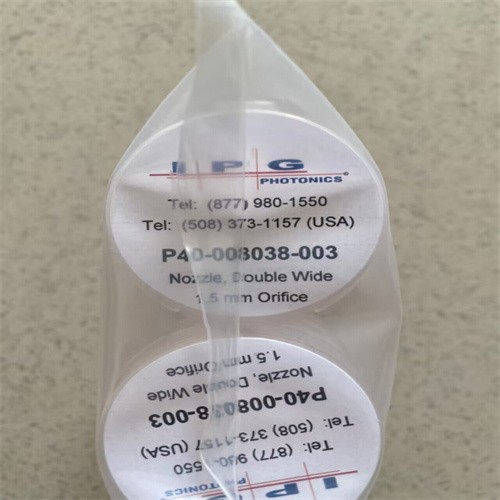 IPG
PHOTONICS®
Tel: (877) 980-1550
Tel: (508) 373-1157 (USA)
P40-008038-003
Nozzle, Double Wide
1.5 mm Orifice
1.5 mm Orifice
Nozzle, Double Wide
P40-008038-003
Tel: (508) 373-1157 (USA)
Tel: (877) 980-1550
PHOTONICS
IPG